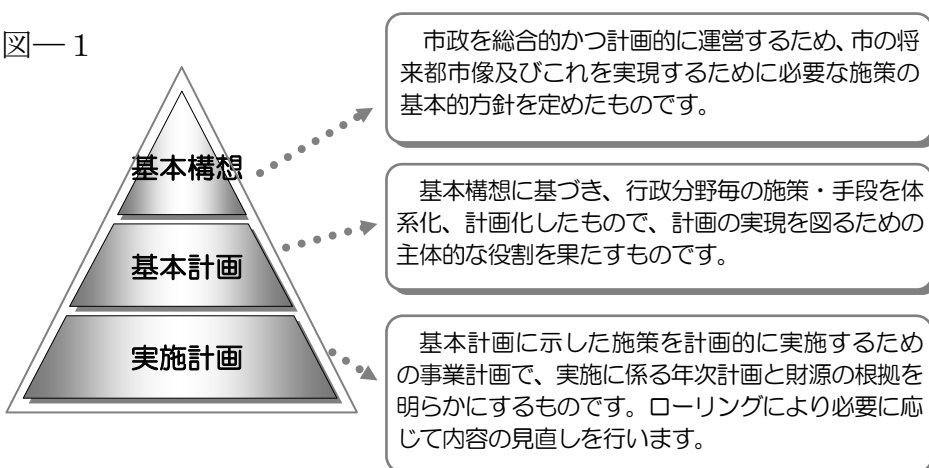 図―1
市政を総合的かつ計画的に運営するため、市の将
来都市像及びこれを実現するために必要な施策の
基本的方針を定めたものです。
基本構想
基本構想に基づき、行政分野毎の施策・手段を体
系化、計画化したもので、計画の実現を図るための
主体的な役割を果たすものです。
基本計画
基本計画に示した施策を計画的に実施するため
の事業計画で、実施に係る年次計画と財源の根拠を
明らかにするものです。ローリングにより必要に応
じて内容の見直しを行います。
実施計画